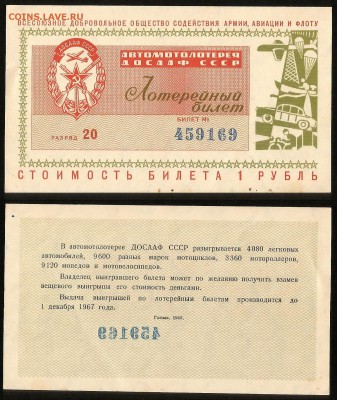 COINS.LAVE.RU
ВСЕСОЮЗНОЕ ДОБРОВОЛЬНОЕ ОБЩЕСТВО СОДЕЙСТВИЯ АРМИИ, АВИАЦИИ И ФЛОТУ
АВТОМОТОЛОТЕРЕЯ
ДОСААФ СССР
Лотерейный
билет
БИЛЕТ №
РАЗРЯД 20
459169
СТОИМОСТЬ БИЛЕТА 1 РУБЛЬ
В автомотолотерее ДОСААФ СССР разыгрывается 4080 легковых
автомобилей, 9600 разных марок мотоциклов, 3360 мотороллеров,
9120 мопедов и мотовелосипедов.
Владелец выигравшего билета может по желанию получить взамен
вещевого выигрыша его стоимость деньгами.
Выдача выигрышей по лотерейным билетам производится до
1 декабря 1967 года.
Гознак. 1966.
459169